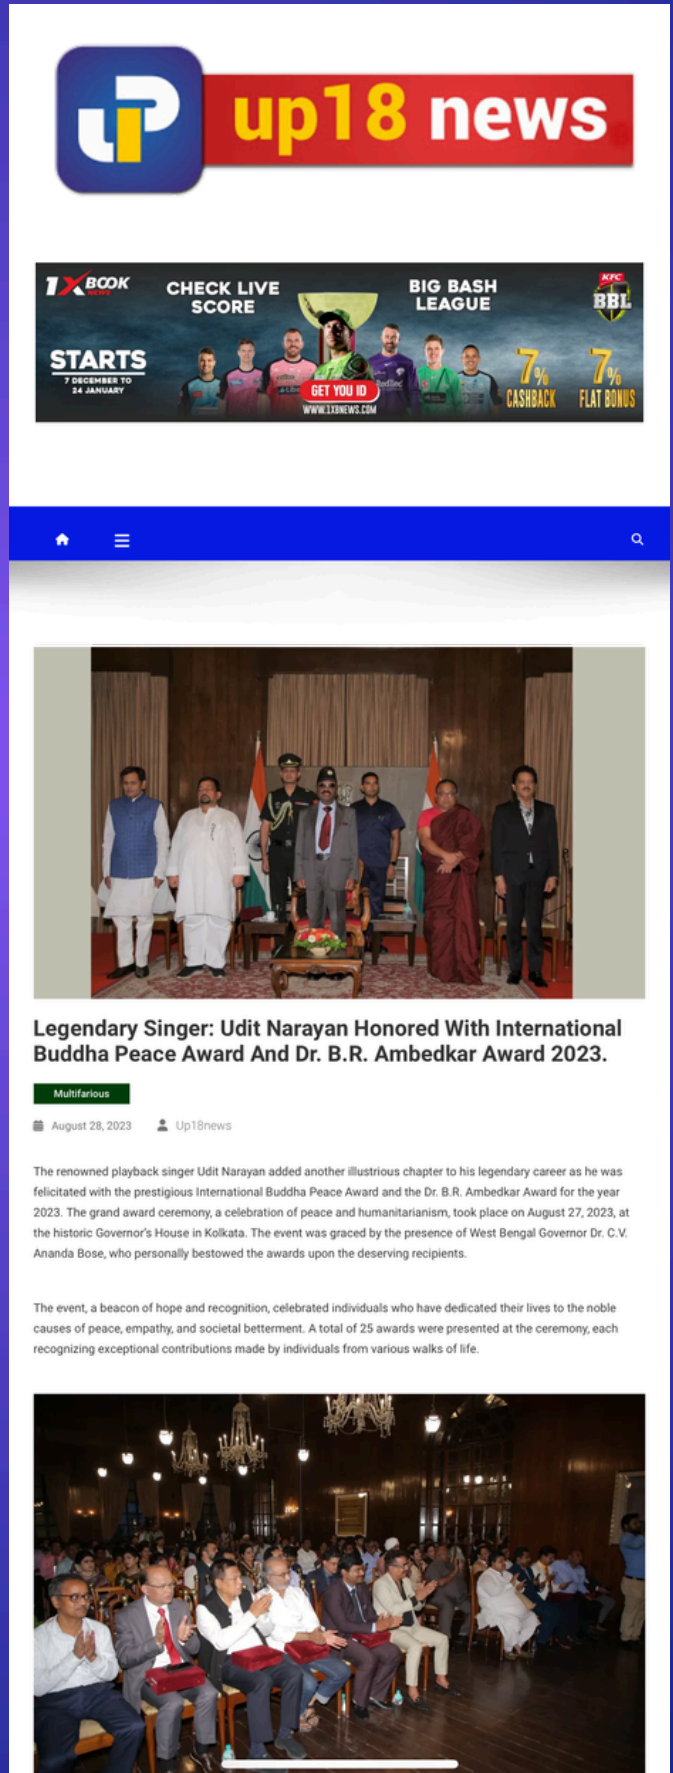 up18 news
1XBOOK
NEWS
CHECK LIVE
SCORE
BIG BASH
LEAGUE
KFC
BBL
STARTS
7 DECEMBER TO
24 JANUARY
GET YOU ID
WWW.1XBNEWS.COM
7%
CASHBACK
7%
FLAT BONUS
Legendary Singer: Udit Narayan Honored With International
Buddha Peace Award And Dr. B.R. Ambedkar Award 2023.
Multifarious
August 28, 2023 Up18news
The renowned playback singer Udit Narayan added another illustrious chapter to his legendary career as he was
felicitated with the prestigious International Buddha Peace Award and the Dr. B.R. Ambedkar Award for the year
2023. The grand award ceremony, a celebration of peace and humanitarianism, took place on August 27, 2023, at
the historic Governor's House in Kolkata. The event was graced by the presence of West Bengal Governor Dr. C.V.
Ananda Bose, who personally bestowed the awards upon the deserving recipients.
The event, a beacon of hope and recognition, celebrated individuals who have dedicated their lives to the noble
causes of peace, empathy, and societal betterment. A total of 25 awards were presented at the ceremony, each
recognizing exceptional contributions made by individuals from various walks of life.